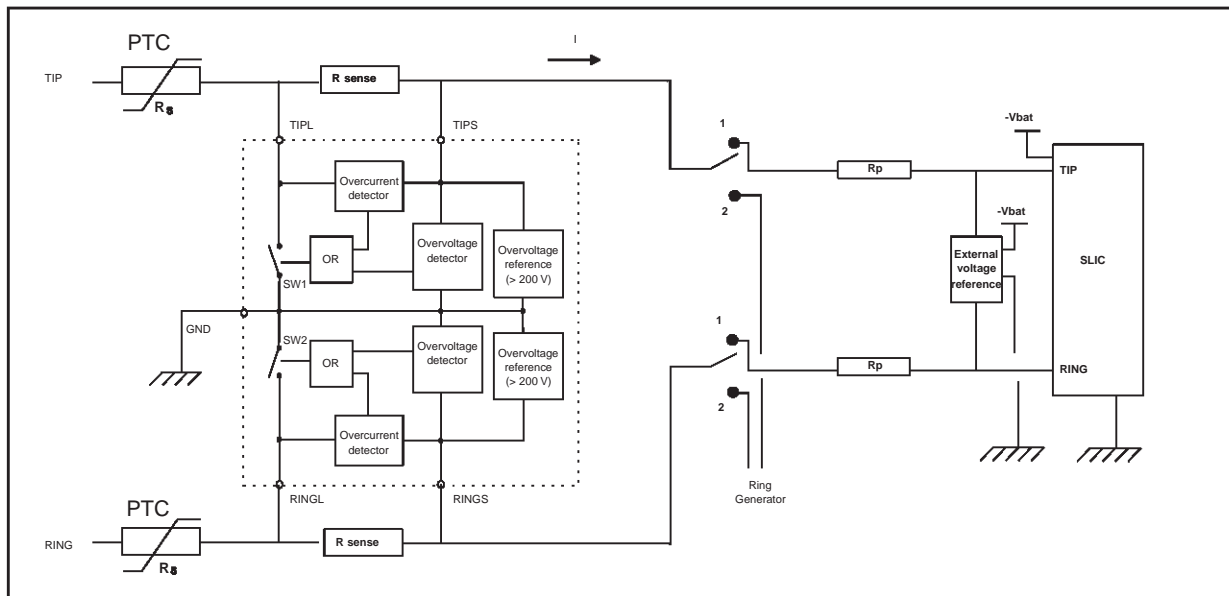 PTC
I
TIP
R sense
Rs
TIPL
TIPS
1
-Vbat
Overcurrent
detector
Rp
TIP
2
-Vbat
OR
Overvoltage
detector
Overvoltage
reference
(> 200 V)
External
voltage
reference
SLIC
SW1
GND
SW2
1
OR
Overvoltage
detector
Overvoltage
reference
(> 200 V)
Rp
RING
2
Overcurrent
detector
Ring
Generator
RINGL
RINGS
PTC
RING
R sense
Rs